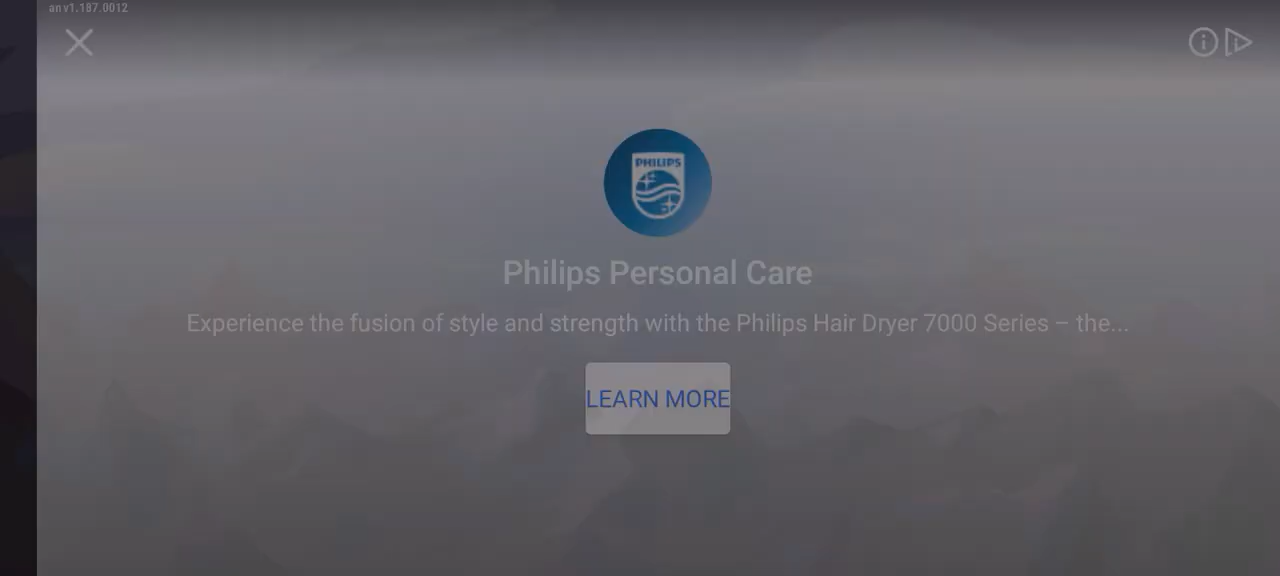 an v1.187.0012
PHILIPS
Philips Personal Care
Experience the fusion of style and strength with the Philips Hair Dryer 7000 Series – the...
LEARN MORE